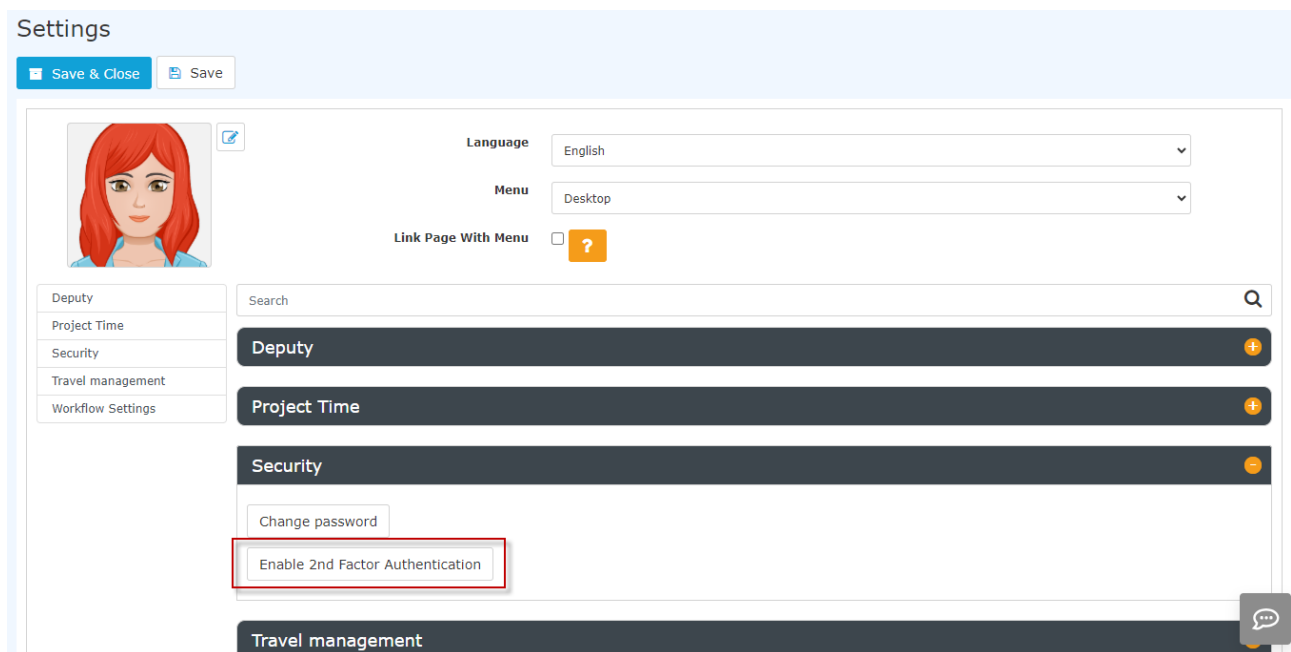 Settings
Save & Close
Save
Language
English
Menu
Desktop
Link Page With Menu
?
Deputy
Project Time
Security
Travel management
Workflow Settings
Search
Deputy
Project Time
Security
Change password
Enable 2nd Factor Authentication
Travel management